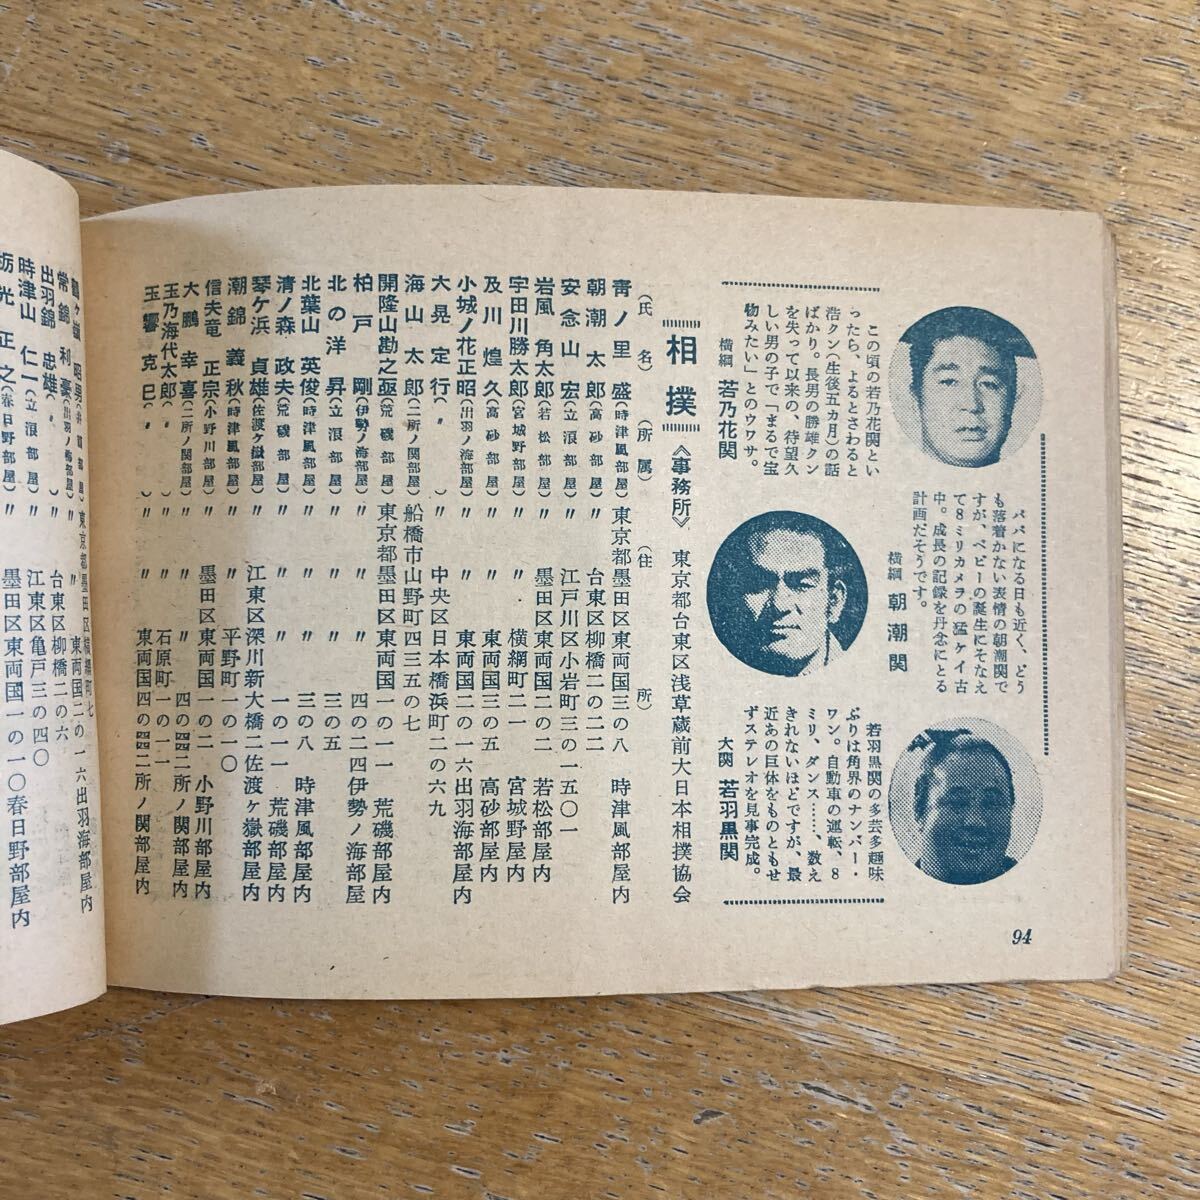 この頃の若乃花関とい
ったら、よるとさわると
浩クン(生後五カ月)の話
ばかり。長男の勝雄クン
を失って以来の、待望久
しい男の子で「まるで宝
物みたい」とのウワサ。
横綱 若乃花関
パパになる日も近く、どう
も落着かない表情の朝潮関で
すが、ベビーの誕生にそなえ
て8ミリカメラの猛ケイ古
中。成長の記録を丹念にとる
計画だそうです。
横綱 朝潮関
若羽黒関の多芸多趣味
ぶりは角界のナンバー・
ワン。自動車の運転、8
ミリ、ダンス……、数え
きれないほどですが、最
近あの巨体をものともせ
ずステレオを見事完成。
大関 若羽黒関
相撲 《事務所》 東京都台東区浅草蔵前大日本相撲協会
(氏名) (所属) (住所)
青ノ里 盛(時津風部屋) 東京都墨田区東両国三の八 時津風部屋内
朝潮 太郎(高砂部屋) 〃 台東区柳橋二の二二
安念山 宏(立浪部屋) 〃 江戸川区小岩町三の一五〇一
岩風 角太郎(若松部屋) 〃 墨田区東両国二の二 若松部屋内
宇田川勝太郎(宮城野部屋) 〃 〃 横網町二一 宮城野部屋内
及川 煌久(高砂部屋) 〃 〃 東両国三の五 高砂部屋内
小城ノ花正昭(出羽ノ海部屋) 〃 〃 東両国二の一六出羽海部屋内
大晃 定行( 〃 ) 〃 中央区日本橋浜町二の六九
海山 太郎(二所ノ関部屋) 船橋市山野町四三五の七
開隆山勘之亟(荒磯部屋) 東京都墨田区東両国一の一 荒磯部屋内
柏戸 剛(伊勢ノ海部屋) 〃 〃 〃 四の二四伊勢ノ海部屋
北の洋 昇(立浪部屋) 〃 〃 〃 三の五
北葉山 英俊(時津風部屋) 〃 〃 〃 三の八 時津風部屋内
清ノ森 政夫(荒磯部屋) 〃 〃 〃 一の一 荒磯部屋内
琴ケ浜 貞雄(佐渡ケ嶽部屋) 〃 江東区深川新大橋二佐渡ケ嶽部屋内
潮錦 義秋(時津風部屋) 〃 〃 平野町一の一〇
信夫竜 正宗(小野川部屋) 〃 墨田区東両国一の二 小野川部屋内
大鵬 幸喜(二所ノ関部屋) 〃 〃 〃 四の四二所ノ関部屋内
玉乃海代太郎( 〃 ) 〃 〃 石原町一の一一
玉響 克巳( 〃 ) 〃 〃 東両国四の四二所ノ関部屋内
94
鶴ヶ嶺 昭男(井筒部屋) 東京都墨田区横網町七
常錦 利豪(出羽ノ海部屋) 〃 〃 東両国二の一六出羽海部屋内
出羽錦 忠雄( 〃 ) 〃 台東区柳橋二の六
時津山 仁一(立浪部屋) 〃 江東区亀戸三の四〇
栃光 正之(春日野部屋) 〃 墨田区東両国一の一〇春日野部屋内